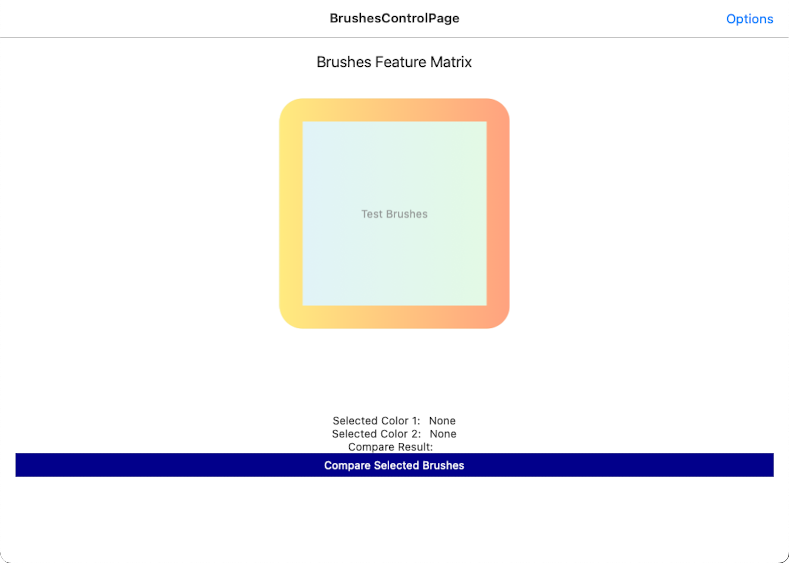 BrushesControlPage
Options
Brushes Feature Matrix
Test Brushes
Selected Color 1: None
Selected Color 2: None
Compare Result:
Compare Selected Brushes